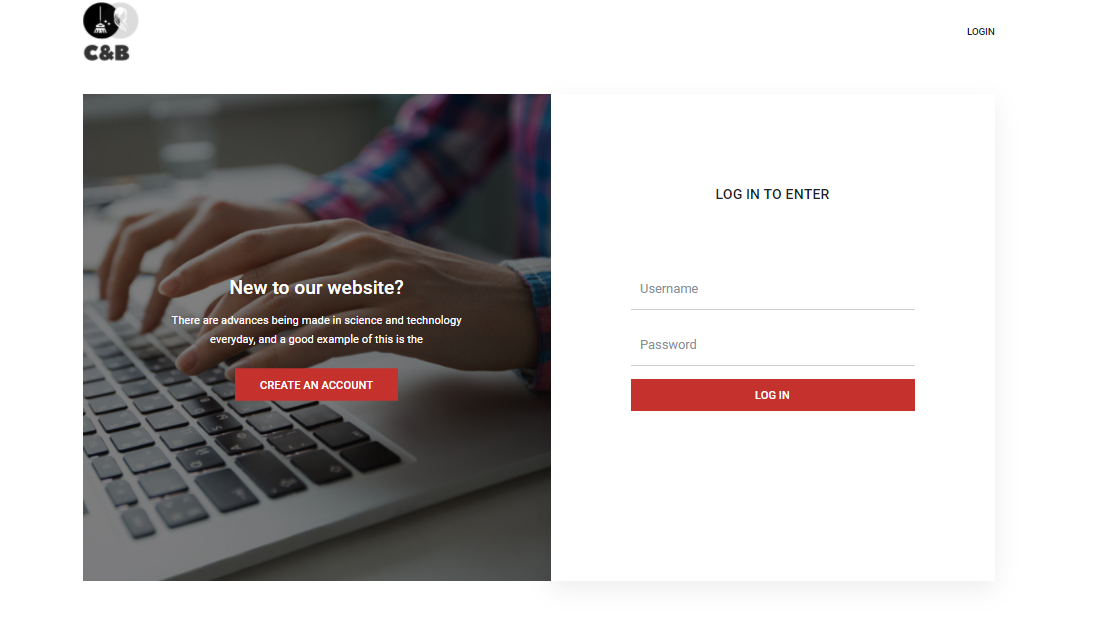 C&B
LOGIN
New to our website?
There are advances being made in science and technology
everyday, and a good example of this is the
CREATE AN ACCOUNT
LOG IN TO ENTER
Username
Password
LOG IN